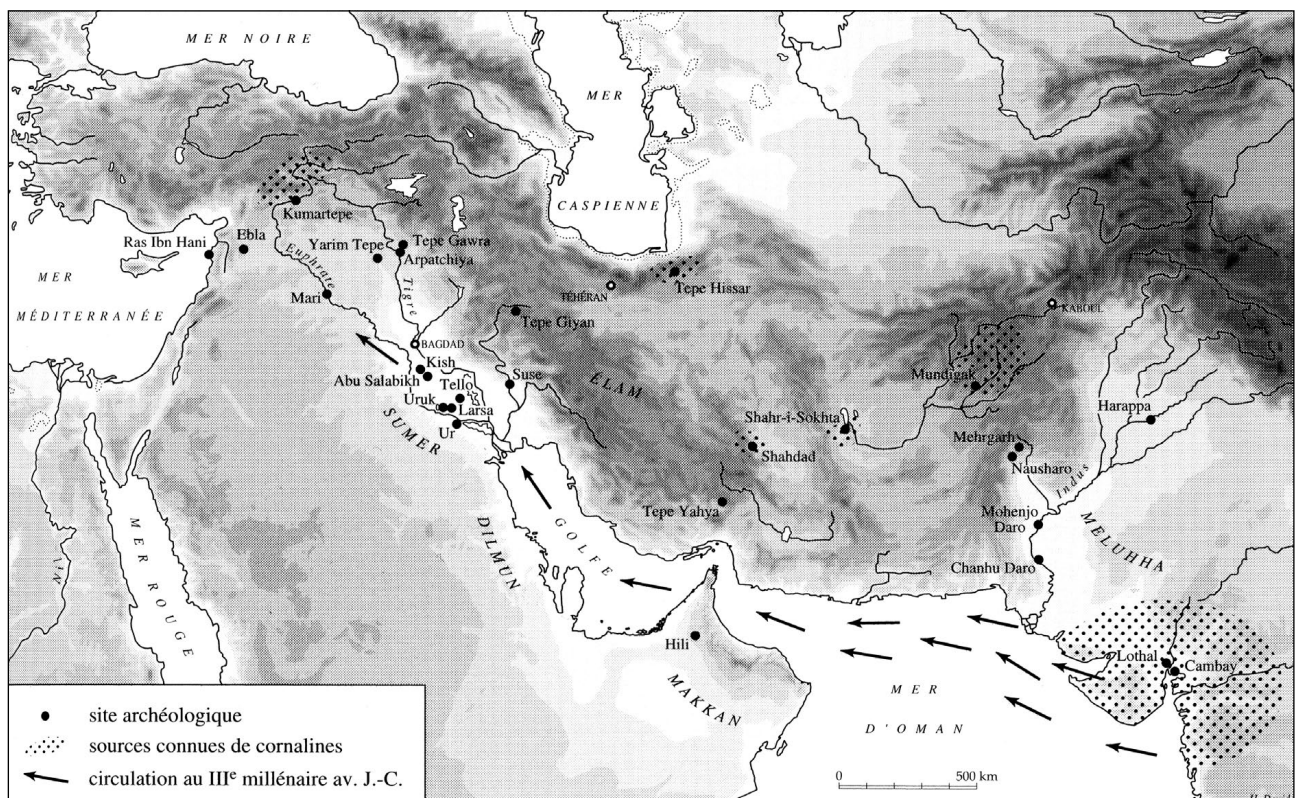 MER NOIRE
MER
CASPIENNE
Kumartepe
Ras Ibn Hani
Ebla
Yarim Tepe
Tepe Gawra
Arpatchiya
Euphrate
Tigre
TÉHÉRAN
Tepe Hissar
KABOUL
MER
MÉDITERRANÉE
Mari
Tepe Giyan
BAGDAD
Kish
Abu Salabikh
Tello
Suse
ÉLAM
Mundigak
Uruk
Larsa
Ur
SUMER
Shahr-i-Sokhta
Shahdad
Harappa
Mehrgarh
Nausharo
Indus
Tepe Yahya
Mohenjo
Daro
MELUHHA
Chanhu Daro
DILMUN
GOLFE
Nil
MER ROUGE
Hili
MAKKAN
Lothal
Cambay
MER
D'OMAN
site archéologique
sources connues de cornalines
circulation au IIIe millénaire av. J.-C.
0 500 km